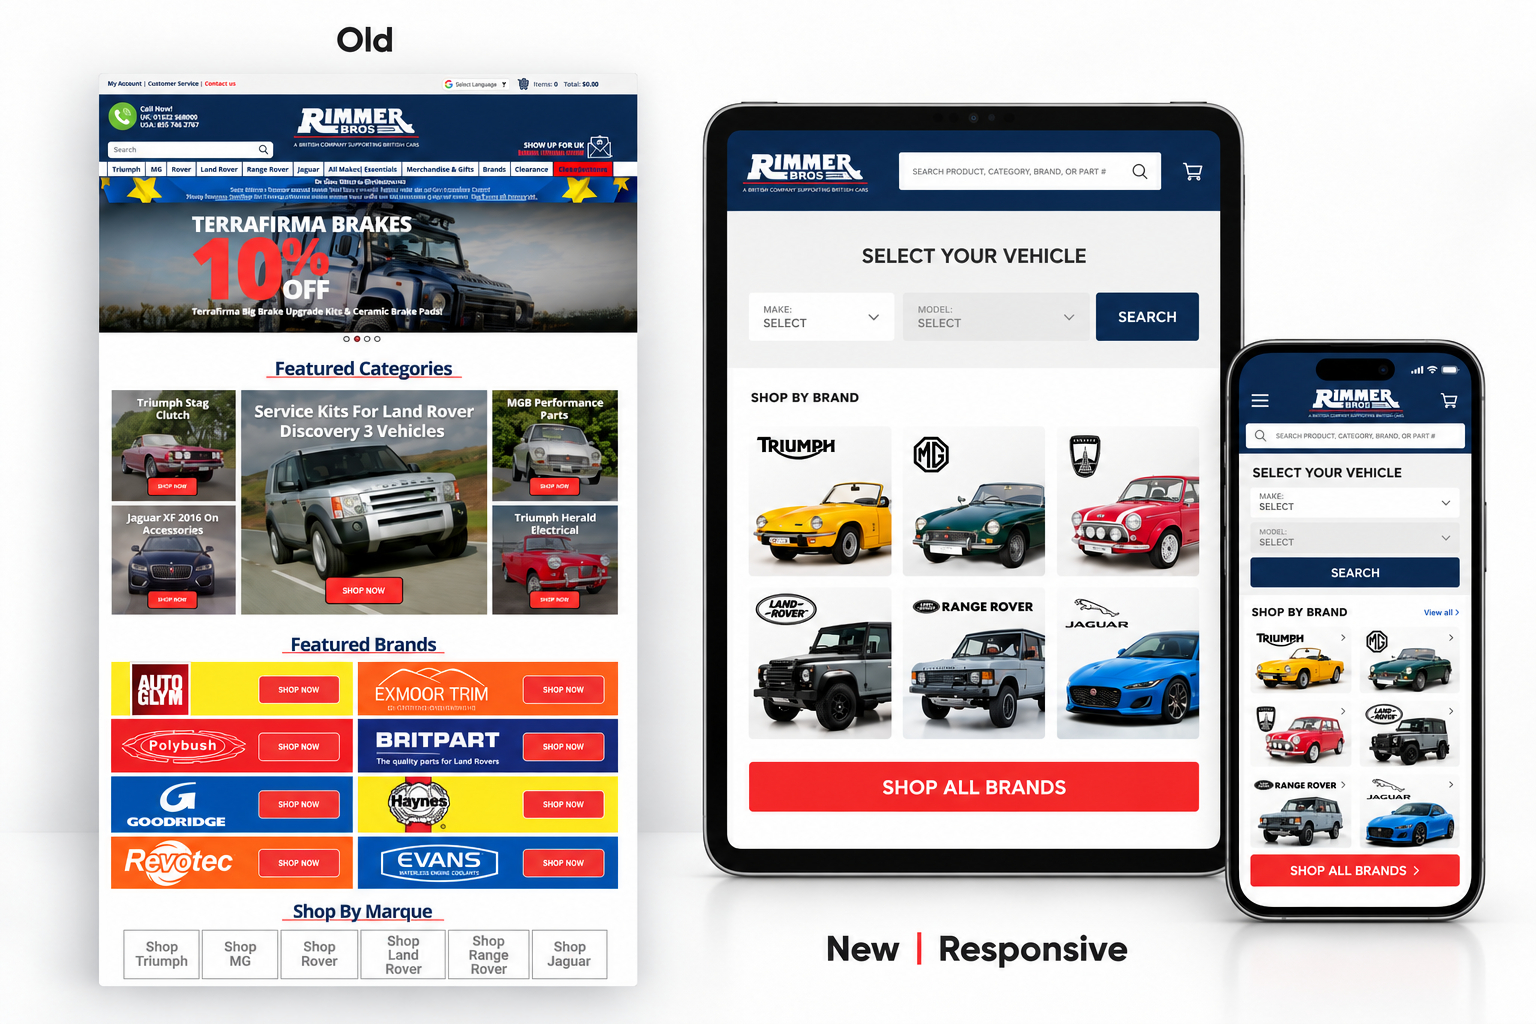 Old
My Account | Customer Service | Contact us
Select Language
Items: 0 Total: $0.00
Call Now!
RIMMER
BROS
A BRITISH COMPANY SUPPORTING BRITISH CARS
Search
SHOW UP FOR UK
Triumph
MG
Rover
Land Rover
Range Rover
Jaguar
All Makes| Essentials
Merchandise & Gifts
Brands
Clearance
TERRAFIRMA BRAKES
10%
OFF
Terrafirma Big Brake Upgrade Kits & Ceramic Brake Pads!
Featured Categories
Triumph Stag
Clutch
SHOP NOW
Service Kits For Land Rover
Discovery 3 Vehicles
SHOP NOW
MGB Performance
Parts
SHOP NOW
Jaguar XF 2016 On
Accessories
SHOP NOW
Triumph Herald
Electrical
SHOP NOW
Featured Brands
AUTO
GLYM
SHOP NOW
EXMOOR TRIM
SHOP NOW
Polybush
SHOP NOW
BRITPART
The quality parts for Land Rovers
SHOP NOW
GOODRIDGE
SHOP NOW
Haynes
SHOP NOW
Revotec
SHOP NOW
EVANS
WATERLESS ENGINE COOLANTS
SHOP NOW
Shop By Marque
Shop
Triumph
Shop
MG
Shop
Rover
Shop
Land
Rover
Shop
Range
Rover
Shop
Jaguar
RIMMER
BROS
A BRITISH COMPANY SUPPORTING BRITISH CARS
SEARCH PRODUCT, CATEGORY, BRAND, OR PART #
SELECT YOUR VEHICLE
MAKE:
SELECT
MODEL:
SELECT
SEARCH
SHOP BY BRAND
TRIUMPH
MG
LAND-
ROVER
RANGE ROVER
JAGUAR
SHOP ALL BRANDS
RIMMER
BROS
SEARCH PRODUCT, CATEGORY, BRAND, OR PART #
SELECT YOUR VEHICLE
MAKE:
SELECT
MODEL:
SELECT
SEARCH
SHOP BY BRAND
View all >
TRIUMPH
MG
LAND-
ROVER
RANGE ROVER
JAGUAR
SHOP ALL BRANDS >
New | Responsive